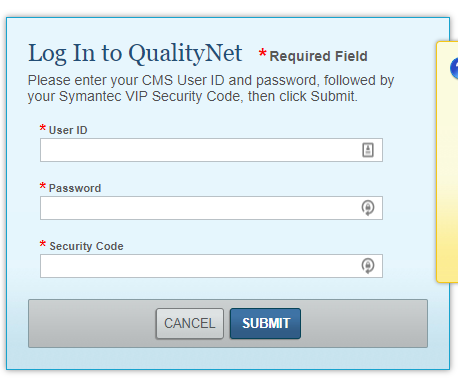 Log In to QualityNet *Required Field
Please enter your CMS User ID and password, followed by
your Symantec VIP Security Code, then click Submit.
* User ID
* Password
* Security Code
CANCEL SUBMIT